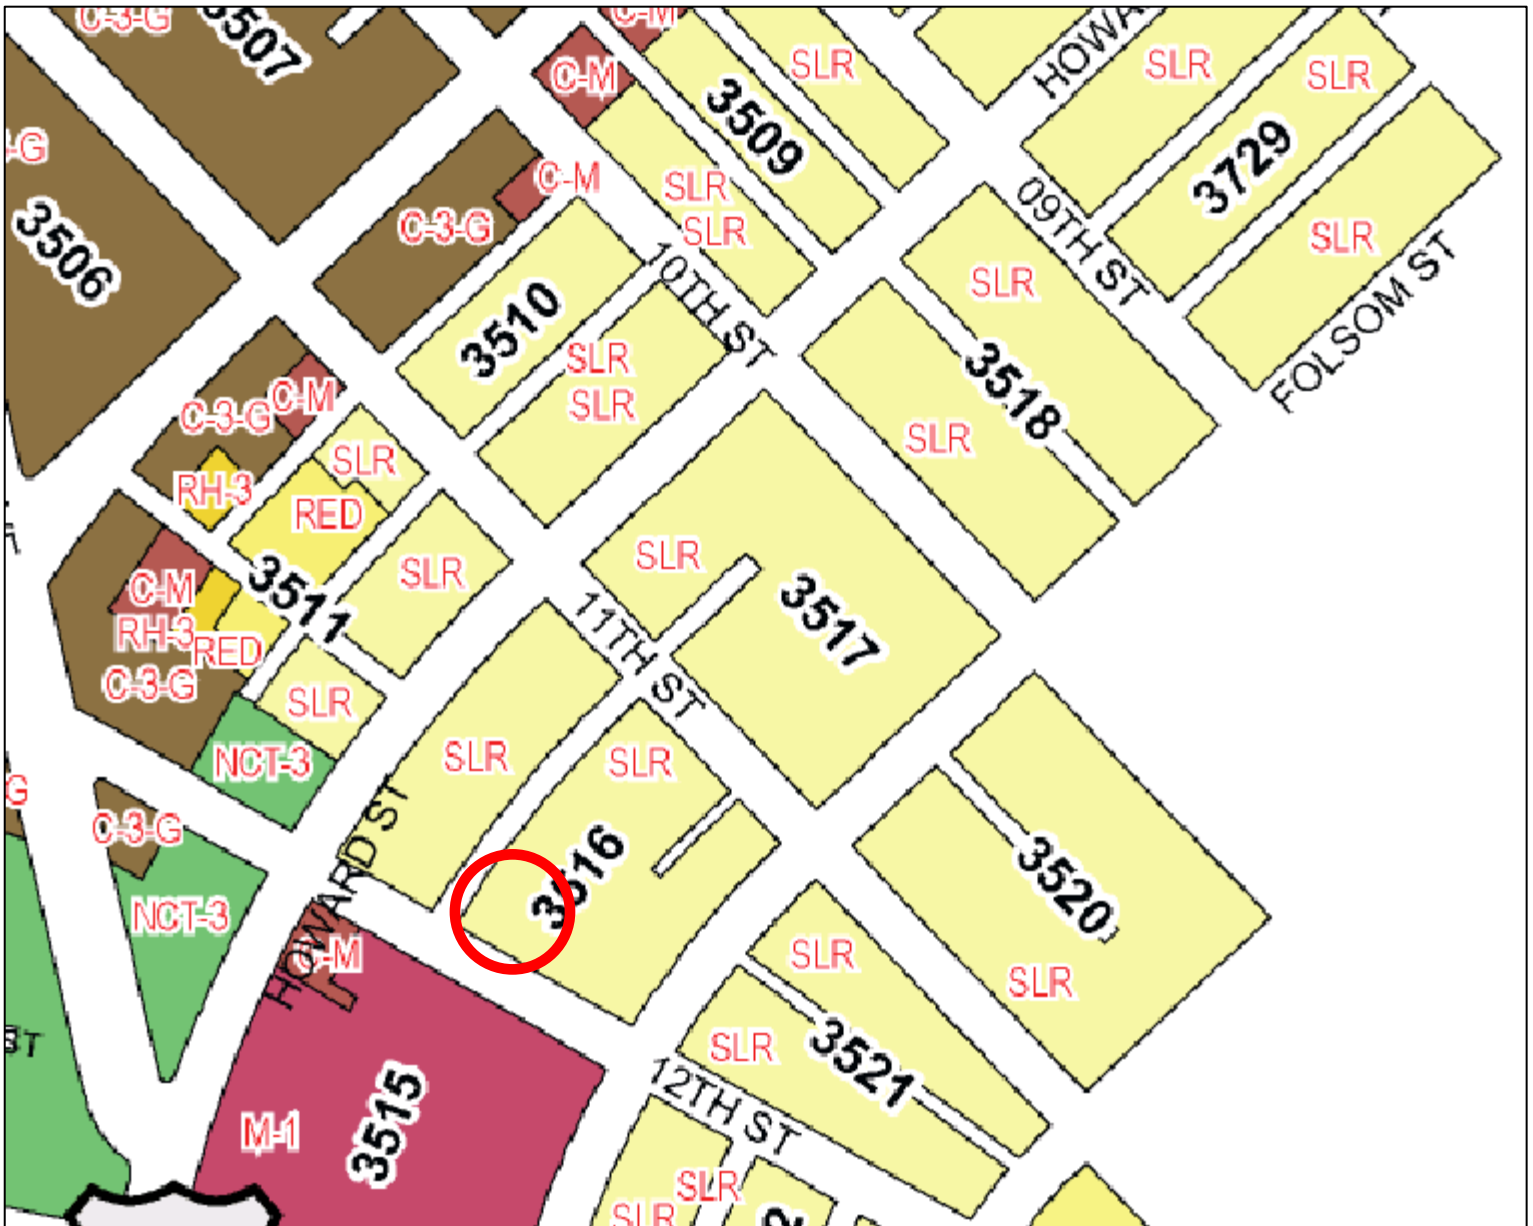 C-3-G
3507
C-M
C-M
SLR
HOWA
SLR
SLR
3509
3729
-G
C-M
SLR
C-3-G
SLR
09TH ST
SLR
FOLSOM ST
3506
10TH ST
SLR
3510
SLR
SLR
3518
C-M
C-3-G
SLR
SLR
RH-3
RED
SLR
3511
SLR
C-M
RH-3
RED
C-3-G
SLR
11TH ST
3517
NCT-3
SLR
SLR
G
C-3-G
HOWARD ST
3516
3520
NCT-3
C-M
SLR
SLR
ST
SLR
3521
M-1
3515
12TH ST
SLR
SLR